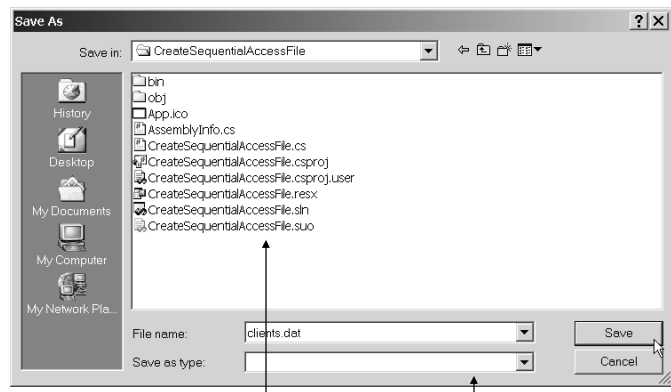 Save As
Save in: CreateSequentialAccessFile
History
Desktop
My Documents
My Computer
My Network Pla...
bin
obj
App.ico
AssemblyInfo.cs
CreateSequentialAccessFile.cs
CreateSequentialAccessFile.csproj
CreateSequentialAccessFile.csproj.user
CreateSequentialAccessFile.resx
CreateSequentialAccessFile.sln
CreateSequentialAccessFile.suo
File name: clients.dat Save
Save as type: Cancel